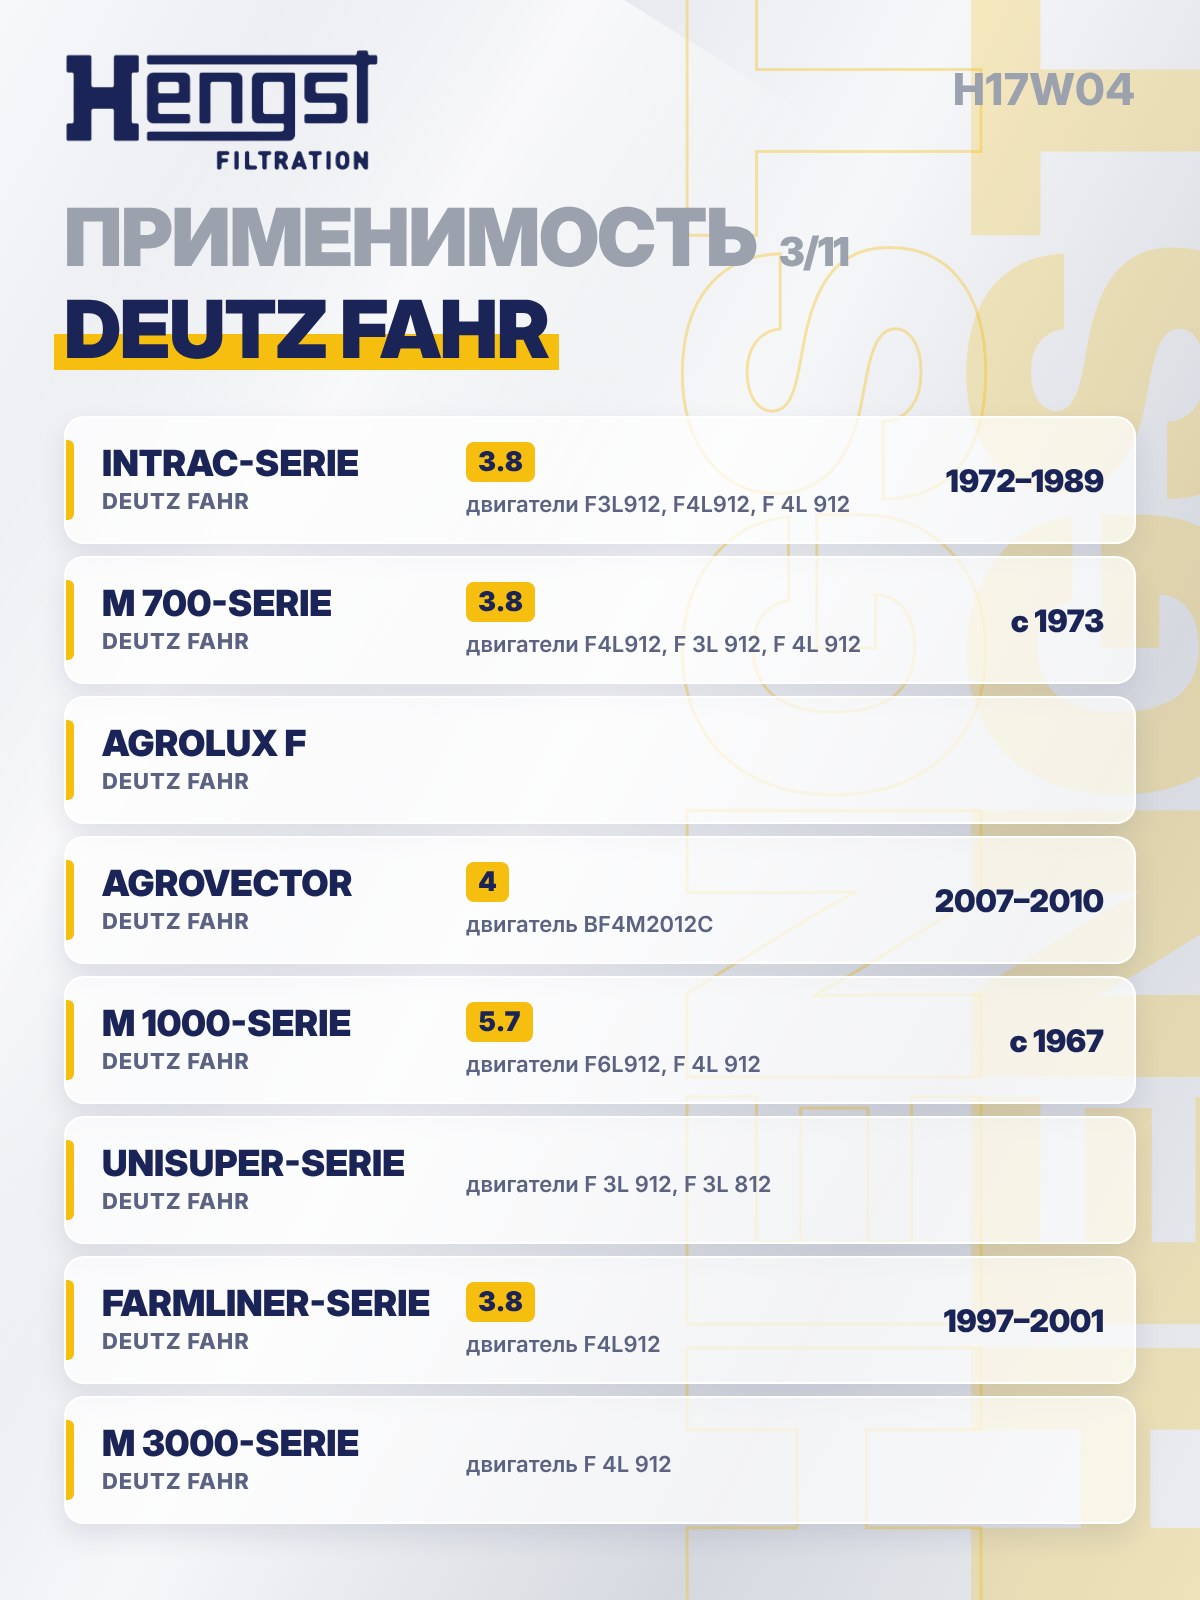 Hengst
FILTRATION
H17W04
ПРИМЕНИМОСТЬ 3/11
DEUTZ FAHR
INTRAC-SERIE
DEUTZ FAHR
3.8
двигатели F3L912, F4L912, F 4L 912
1972–1989
M 700-SERIE
DEUTZ FAHR
3.8
двигатели F4L912, F 3L 912, F 4L 912
с 1973
AGROLUX F
DEUTZ FAHR
AGROVECTOR
DEUTZ FAHR
4
двигатель BF4M2012C
2007–2010
M 1000-SERIE
DEUTZ FAHR
5.7
двигатели F6L912, F 4L 912
с 1967
UNISUPER-SERIE
DEUTZ FAHR
двигатели F 3L 912, F 3L 812
FARMLINER-SERIE
DEUTZ FAHR
3.8
двигатель F4L912
1997–2001
M 3000-SERIE
DEUTZ FAHR
двигатель F 4L 912
HENGST
HENGST